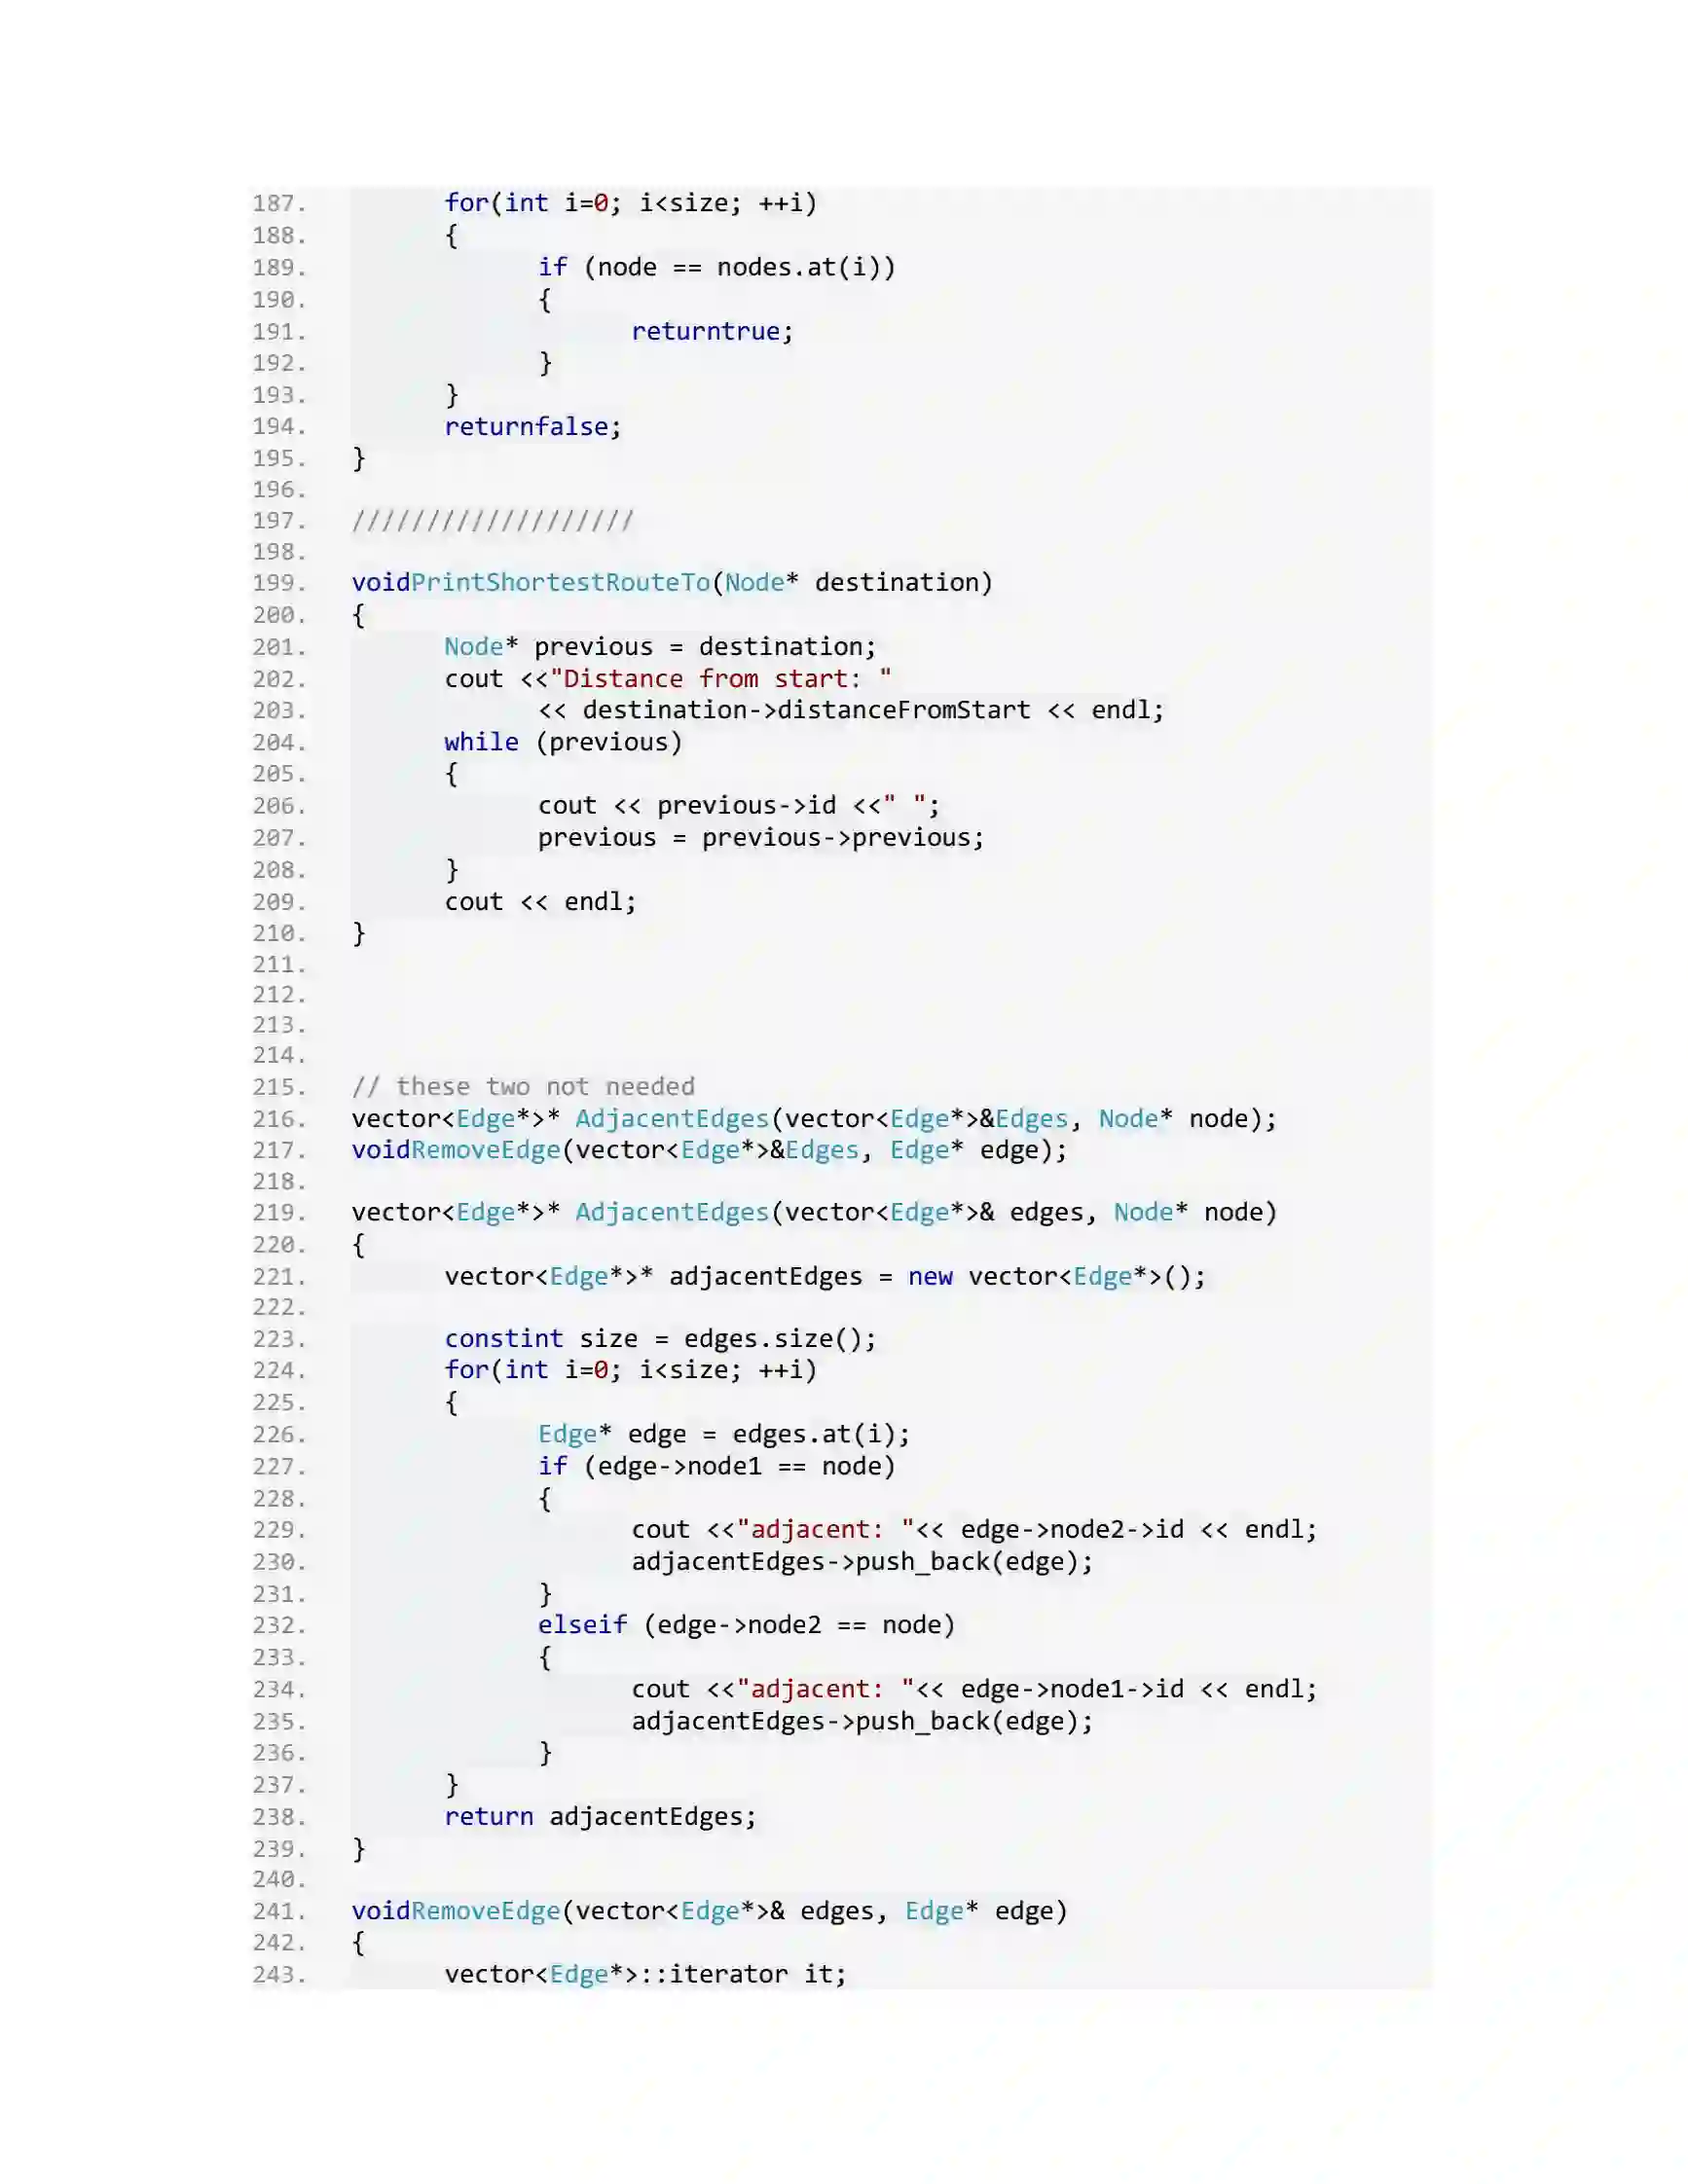 187. for(int i=0; i<size; ++i)
188. {
189. if (node == nodes.at(i))
190. {
191. returntrue;
192. }
193. }
194. returnfalse;
195. }
196.
197. ///////////////////
198.
199. voidPrintShortestRouteTo(Node* destination)
200. {
201. Node* previous = destination;
202. cout <<"Distance from start: "
203. << destination->distanceFromStart << endl;
204. while (previous)
205. {
206. cout << previous->id <<" ";
207. previous = previous->previous;
208. }
209. cout << endl;
210. }
211.
212.
213.
214.
215. // these two not needed
216. vector<Edge*>* AdjacentEdges(vector<Edge*>&Edges, Node* node);
217. voidRemoveEdge(vector<Edge*>&Edges, Edge* edge);
218.
219. vector<Edge*>* AdjacentEdges(vector<Edge*>& edges, Node* node)
220. {
221. vector<Edge*>* adjacentEdges = new vector<Edge*>();
222.
223. constint size = edges.size();
224. for(int i=0; i<size; ++i)
225. {
226. Edge* edge = edges.at(i);
227. if (edge->node1 == node)
228. {
229. cout <<"adjacent: "<< edge->node2->id << endl;
230. adjacentEdges->push_back(edge);
231. }
232. elseif (edge->node2 == node)
233. {
234. cout <<"adjacent: "<< edge->node1->id << endl;
235. adjacentEdges->push_back(edge);
236. }
237. }
238. return adjacentEdges;
239. }
240.
241. voidRemoveEdge(vector<Edge*>& edges, Edge* edge)
242. {
243. vector<Edge*>::iterator it;